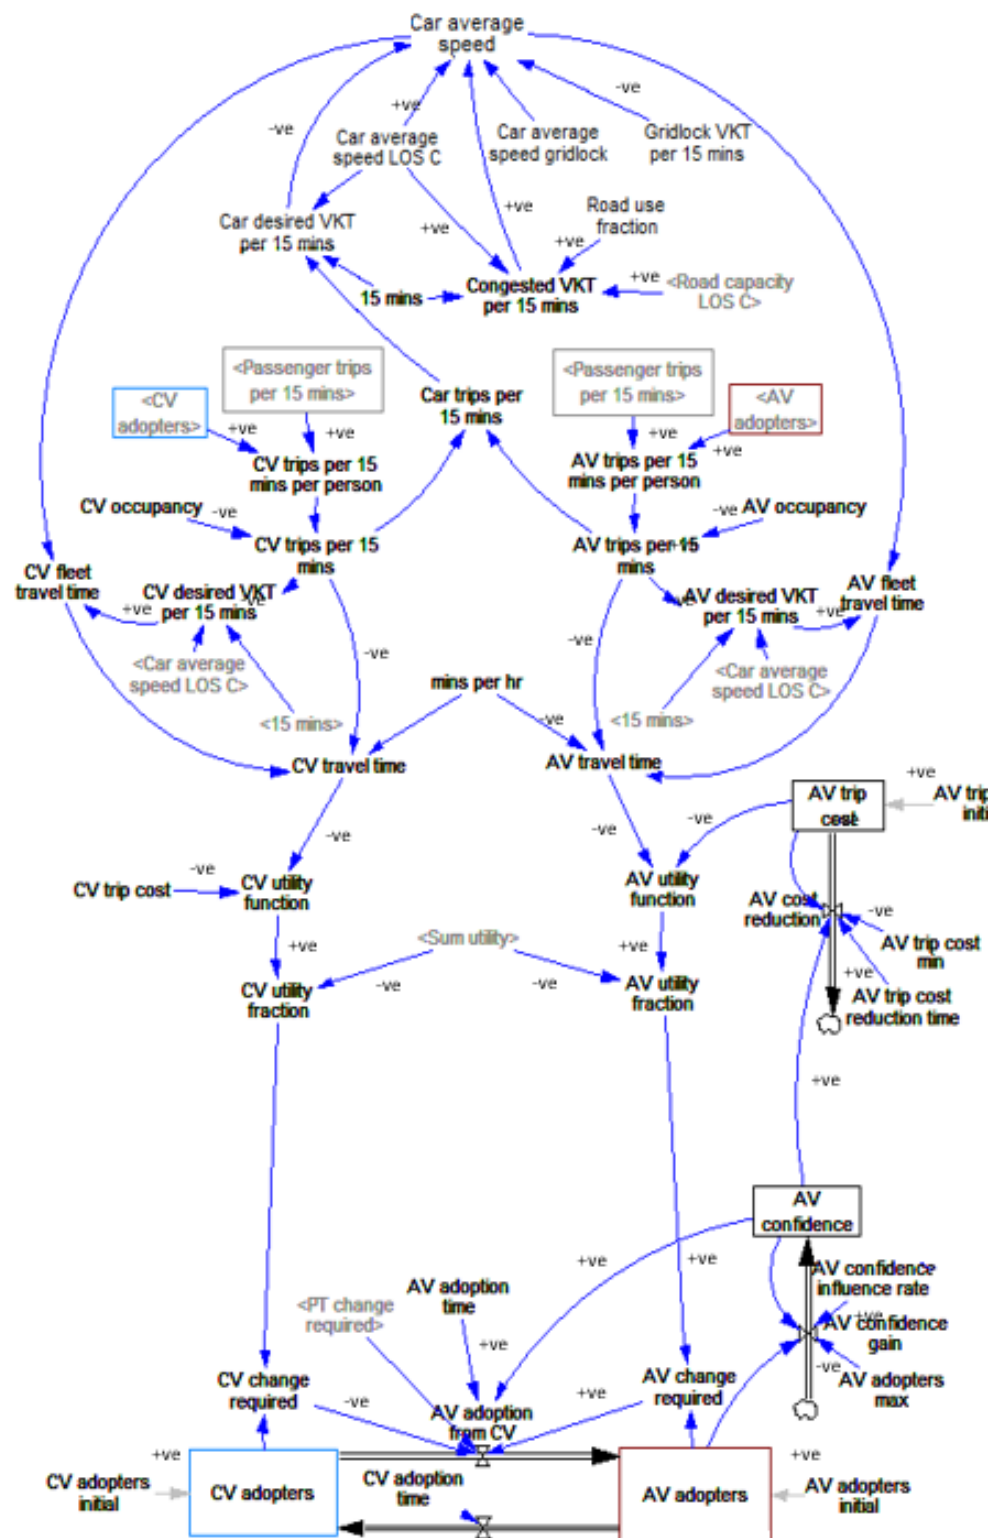 Car average
speed
-ve
+ve
-ve
Car average
speed LOS C
Car average
speed gridlock
Gridlock VKT
per 15 mins
Car desired VKT
per 15 mins
+ve
+ve
Road use
fraction
+ve
15 mins
Congested VKT
per 15 mins
+ve
<Road capacity
LOS C>
<Passenger trips
per 15 mins>
<CV
adopters>
Car trips per
15 mins
<Passenger trips
per 15 mins>
<AV
adopters>
+ve
+ve
+ve
+ve
CV trips per 15
mins per person
AV trips per 15
mins per person
CV occupancy
-ve
CV trips per 15
mins
AV trips per 15
mins
-ve
AV occupancy
CV fleet
travel time
+ve
CV desired VKT
per 15 mins
AV desired VKT
per 15 mins
+ve
AV fleet
travel time
<Car average
speed LOS C>
-ve
-ve
<Car average
speed LOS C>
mins per hr
<15 mins>
-ve
<15 mins>
CV travel time
AV travel time
+ve
AV trip
cost
AV trip
initi
-ve
-ve
-ve
CV trip cost
-ve
CV utility
function
AV utility
function
AV cost
reduction
-ve
AV trip cost
min
+ve
<Sum utility>
+ve
+ve
CV utility
fraction
-ve
-ve
AV utility
fraction
AV trip cost
reduction time
+ve
AV
confidence
+ve
+ve
AV confidence
influence rate
<PT change
required>
AV adoption
time
+ve
+ve
AV confidence
gain
CV change
required
-ve
AV adoption
from CV
+ve
AV change
required
-ve
AV adopters
max
+ve
CV adopters
initial
CV adopters
CV adoption
time
AV adopters
+ve
AV adopters
initial